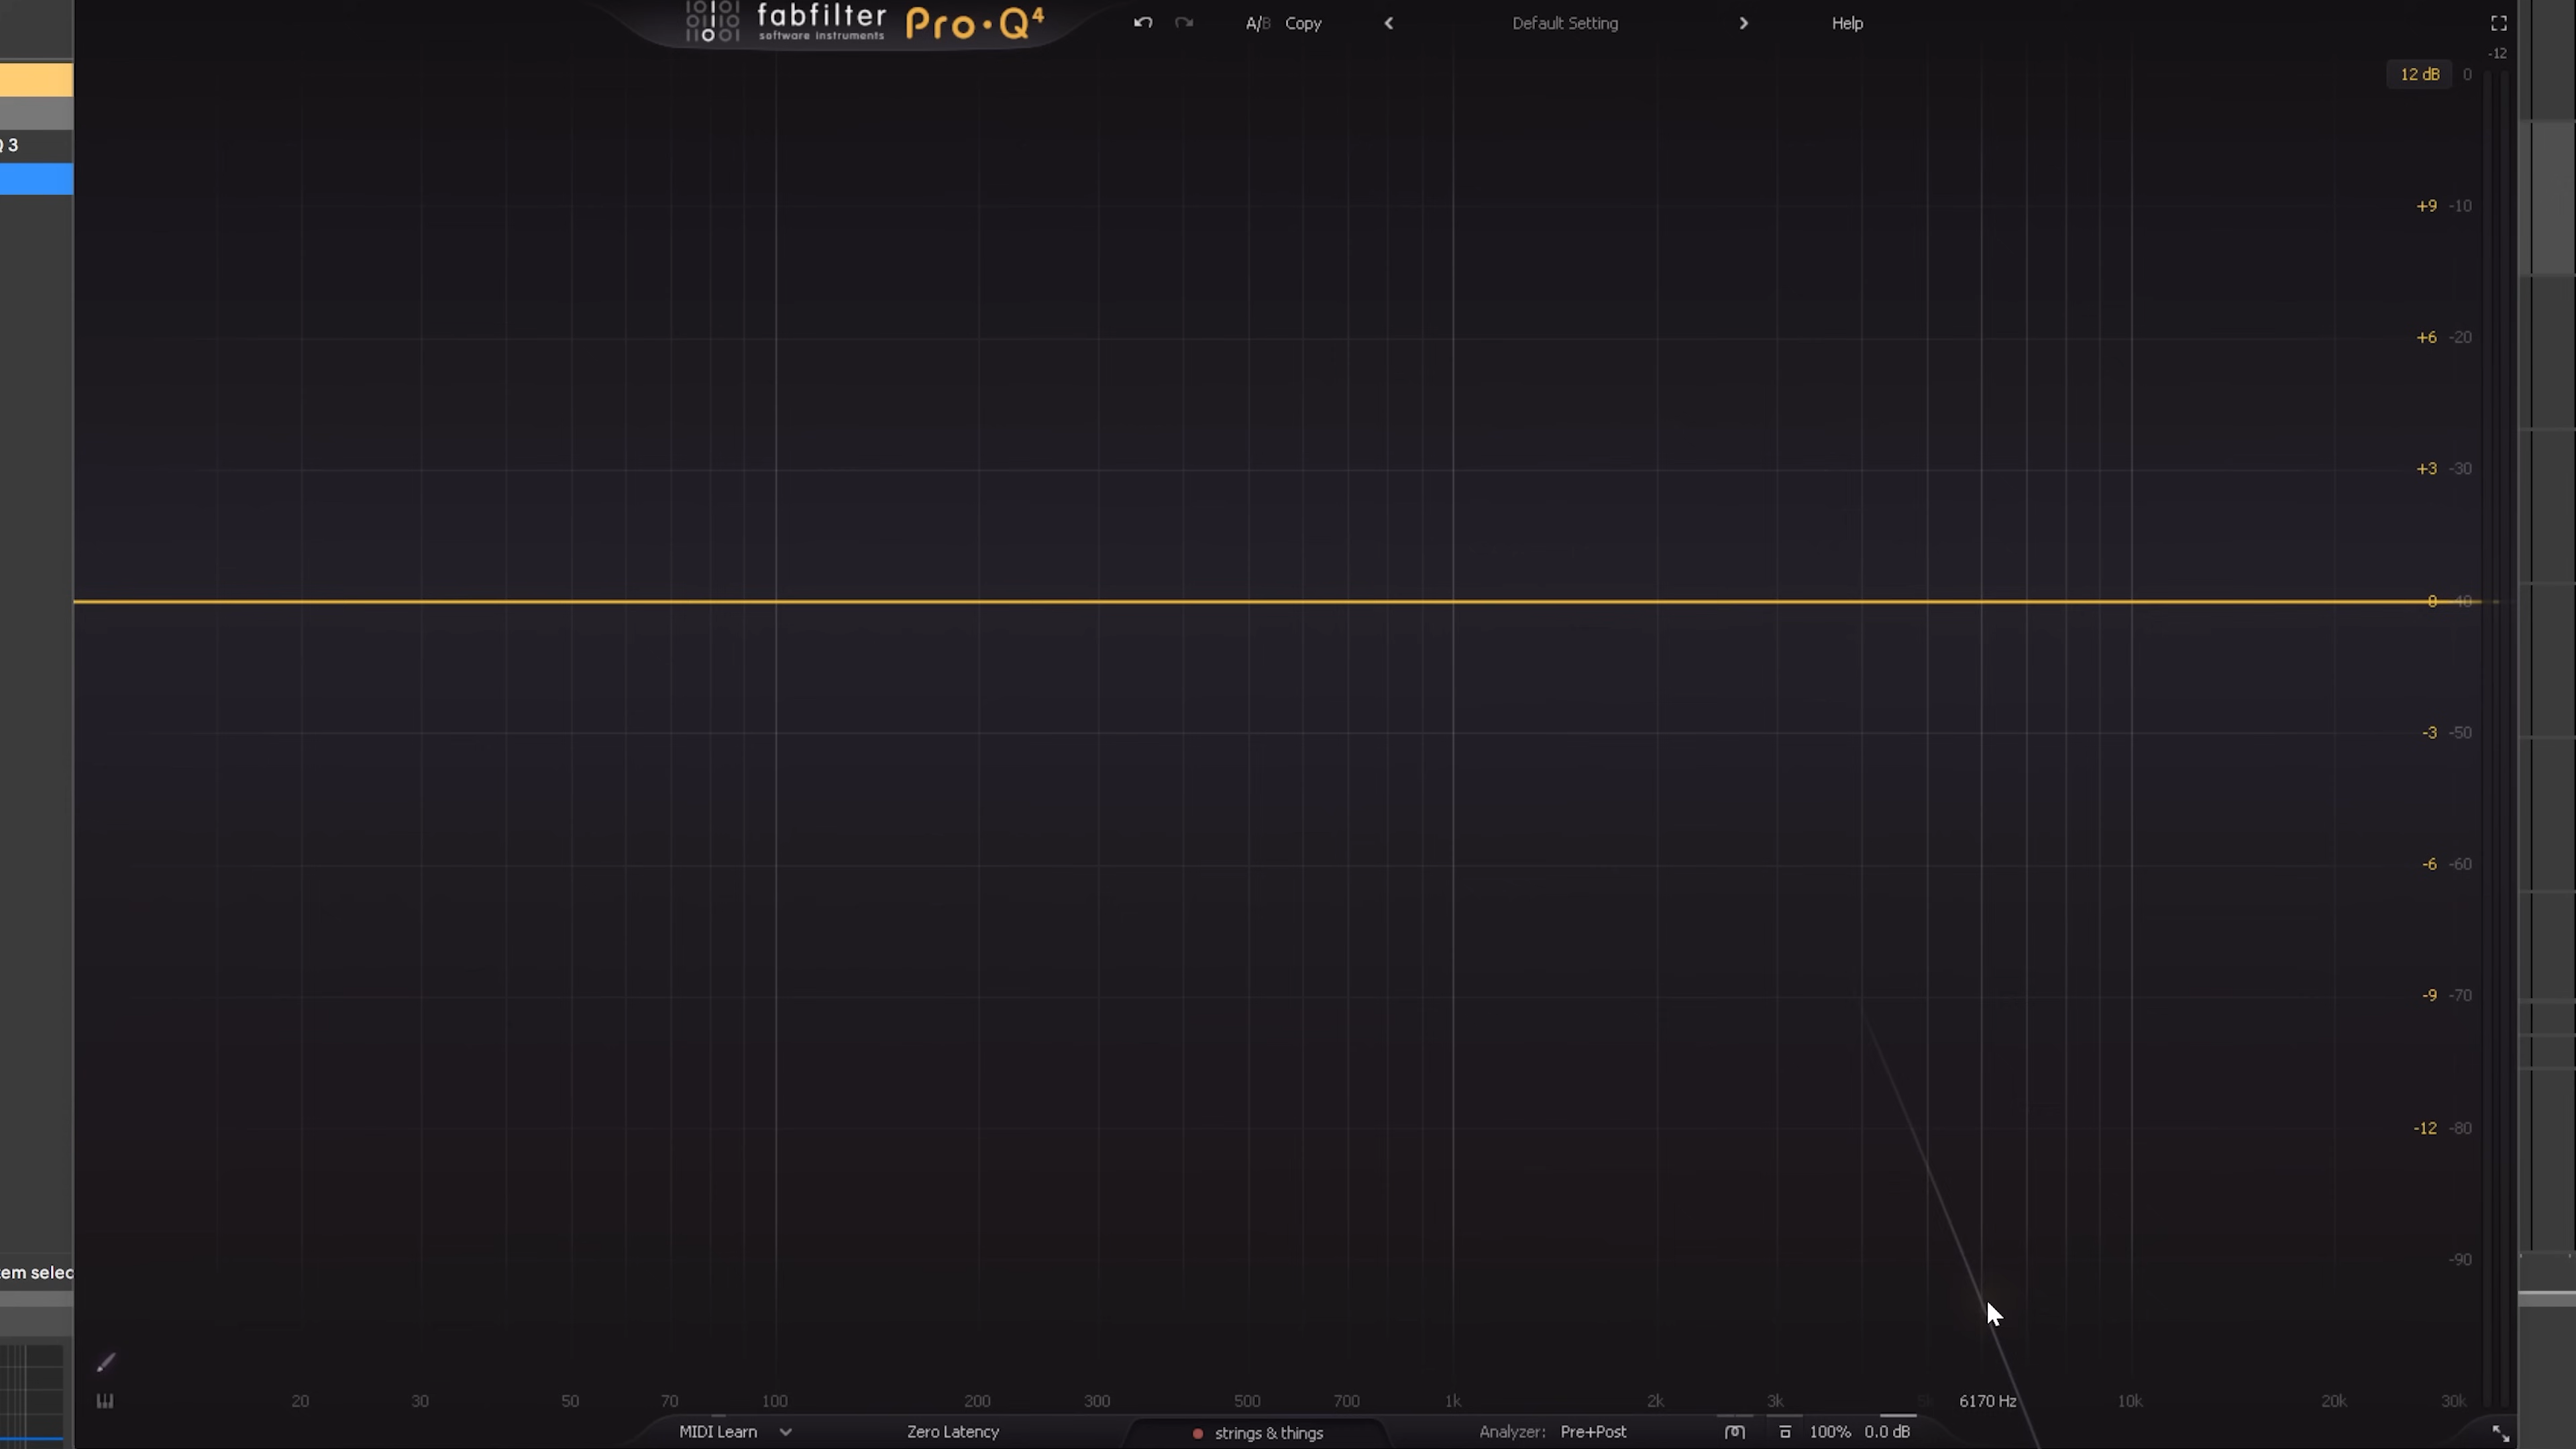 fabfilter
software instruments
Pro·Q4
A/B Copy Default Setting Help
-12
12 dB 0
Q 3
+9 -10
+6 -20
+3 -30
0 -40
-3 -50
-6 -60
-9 -70
-12 -80
-90
em selec
20 30 50 70 100 200 300 500 700 1k 2k 3k 6170 Hz 10k 20k 30k
MIDI Learn Zero Latency strings & things Analyzer: Pre+Post 100% 0.0 dB